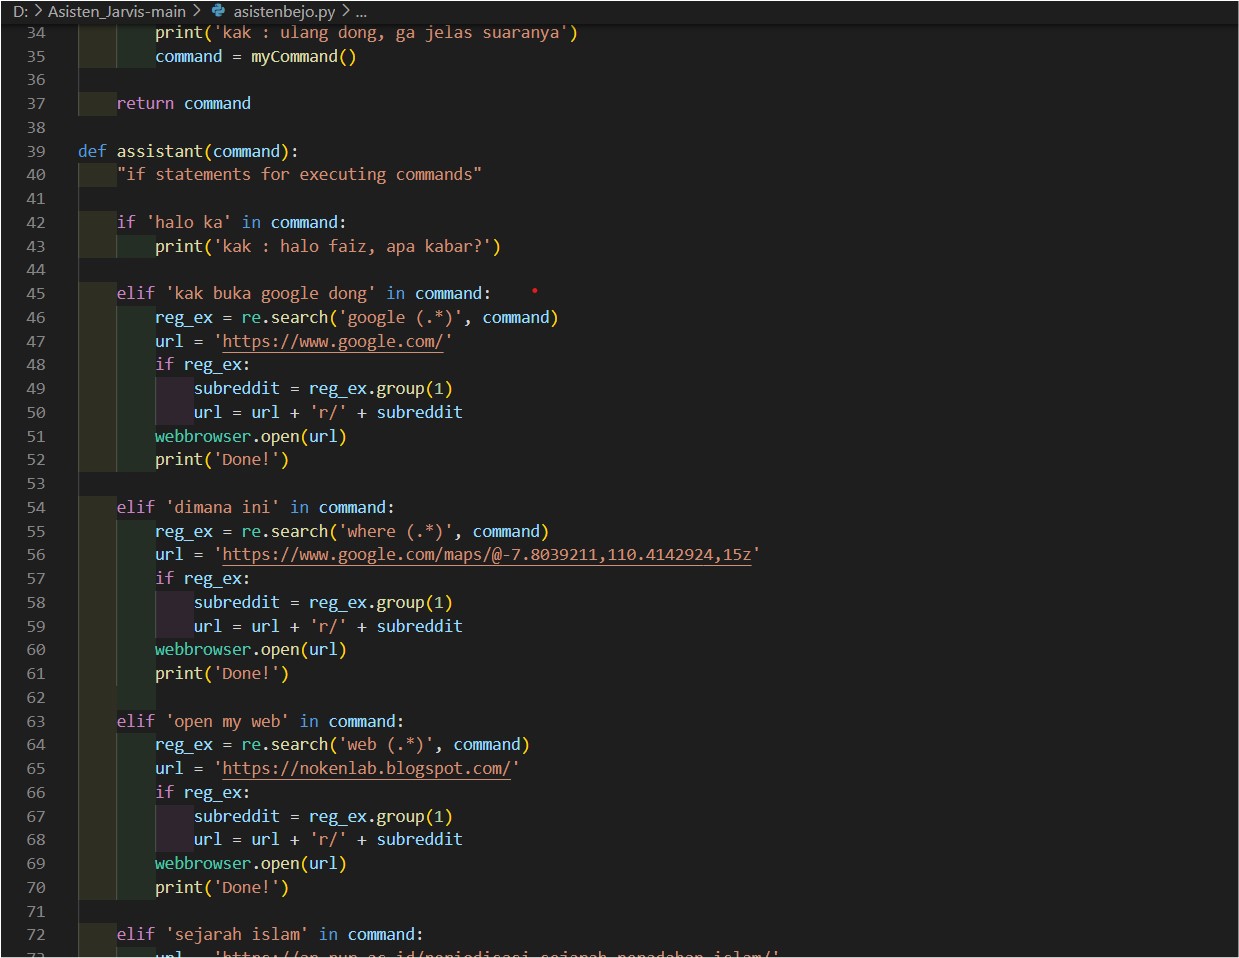 D: > Asisten_Jarvis-main > asistenbejo.py > ...
34 print('kak : ulang dong, ga jelas suaranya')
35 command = myCommand()
36
37 return command
38
39 def assistant(command):
40 "if statements for executing commands"
41
42 if 'halo ka' in command:
43 print('kak : halo faiz, apa kabar?')
44
45 elif 'kak buka google dong' in command:
46 reg_ex = re.search('google (.*)', command)
47 url = 'https://www.google.com/'
48 if reg_ex:
49 subreddit = reg_ex.group(1)
50 url = url + 'r/' + subreddit
51 webbrowser.open(url)
52 print('Done!')
53
54 elif 'dimana ini' in command:
55 reg_ex = re.search('where (.*)', command)
56 url = 'https://www.google.com/maps/@-7.8039211,110.4142924,15z'
57 if reg_ex:
58 subreddit = reg_ex.group(1)
59 url = url + 'r/' + subreddit
60 webbrowser.open(url)
61 print('Done!')
62
63 elif 'open my web' in command:
64 reg_ex = re.search('web (.*)', command)
65 url = 'https://nokenlab.blogspot.com/'
66 if reg_ex:
67 subreddit = reg_ex.group(1)
68 url = url + 'r/' + subreddit
69 webbrowser.open(url)
70 print('Done!')
71
72 elif 'sejarah islam' in command: